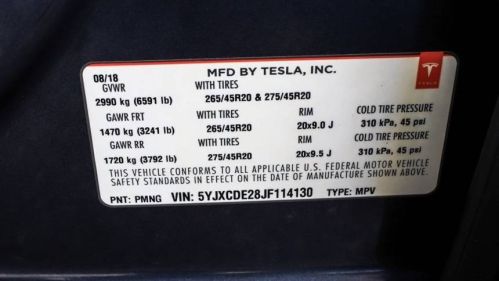 MFD BY TESLA, INC.
08/18
GVWR WITH TIRES
2990 kg (6591 lb) 265/45R20 & 275/45R20
GAWR FRT WITH TIRES RIM COLD TIRE PRESSURE
1470 kg (3241 lb) 265/45R20 20x9.0 J 310 kPa, 45 psi
GAWR RR WITH TIRES RIM COLD TIRE PRESSURE
1720 kg (3792 lb) 275/45R20 20x9.5 J 310 kPa, 45 psi
THIS VEHICLE CONFORMS TO ALL APPLICABLE U.S. FEDERAL MOTOR VEHICLE
SAFETY STANDARDS IN EFFECT ON THE DATE OF MANUFACTURE SHOWN ABOVE.
PNT: PMNG VIN: 5YJXCDE28JF114130 TYPE: MPV